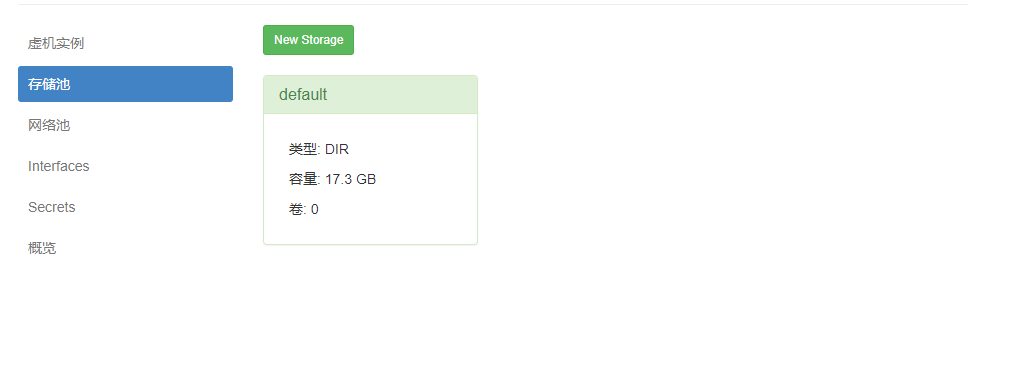 虚机实例
存储池
网络池
Interfaces
Secrets
概览
New Storage
default
类型: DIR
容量: 17.3 GB
卷: 0